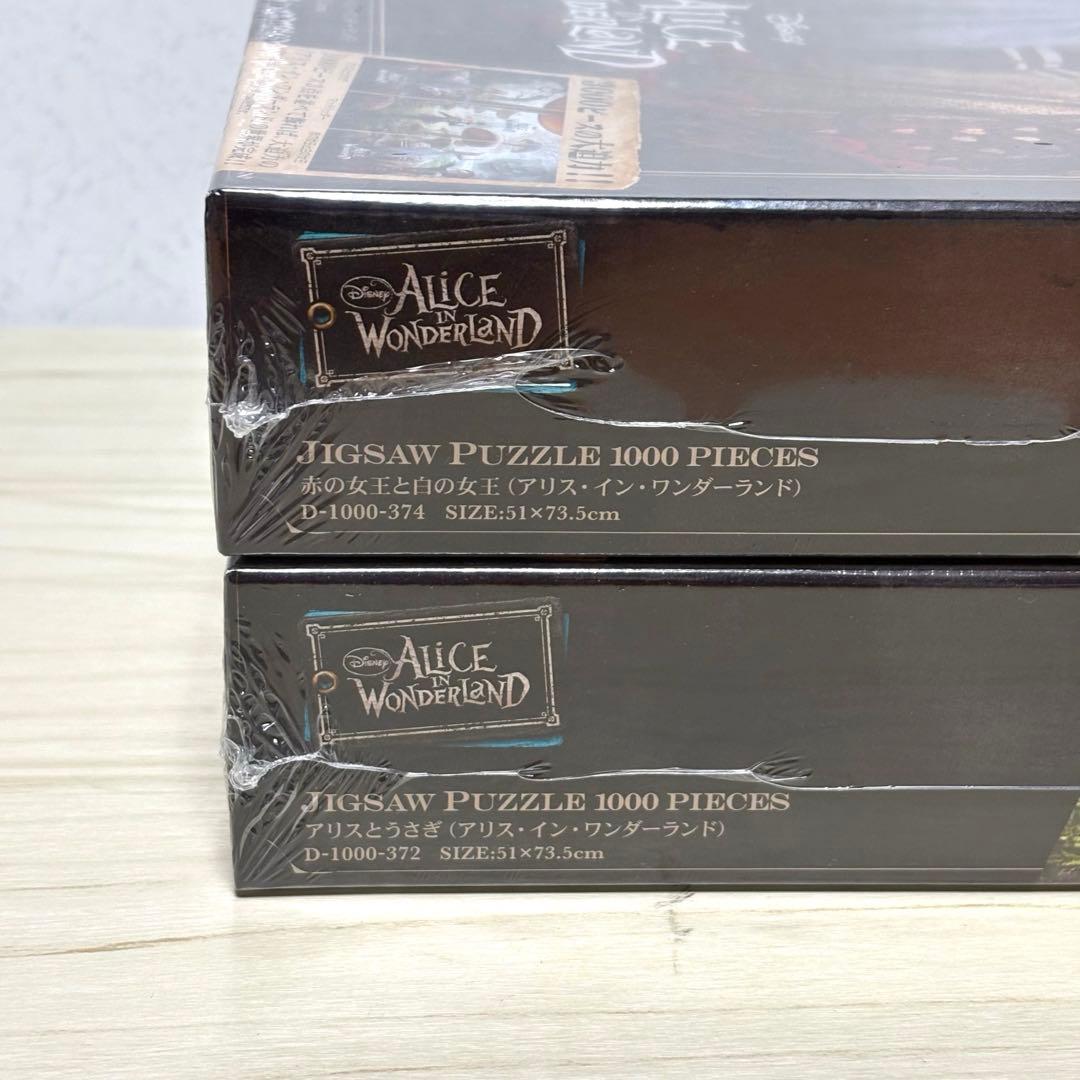 ALICE
IN
Disney
ALICE
IN
WONDERLAND
JIGSAW PUZZLE 1000 PIECES
赤の女王と白の女王(アリス・イン・ワンダーランド)
D-1000-374 SIZE:51×73.5cm
Disney
ALICE
IN
WONDERLAND
JIGSAW PUZZLE 1000 PIECES
アリスとうさぎ(アリス・イン・ワンダーランド)
D-1000-372 SIZE:51×73.5cm